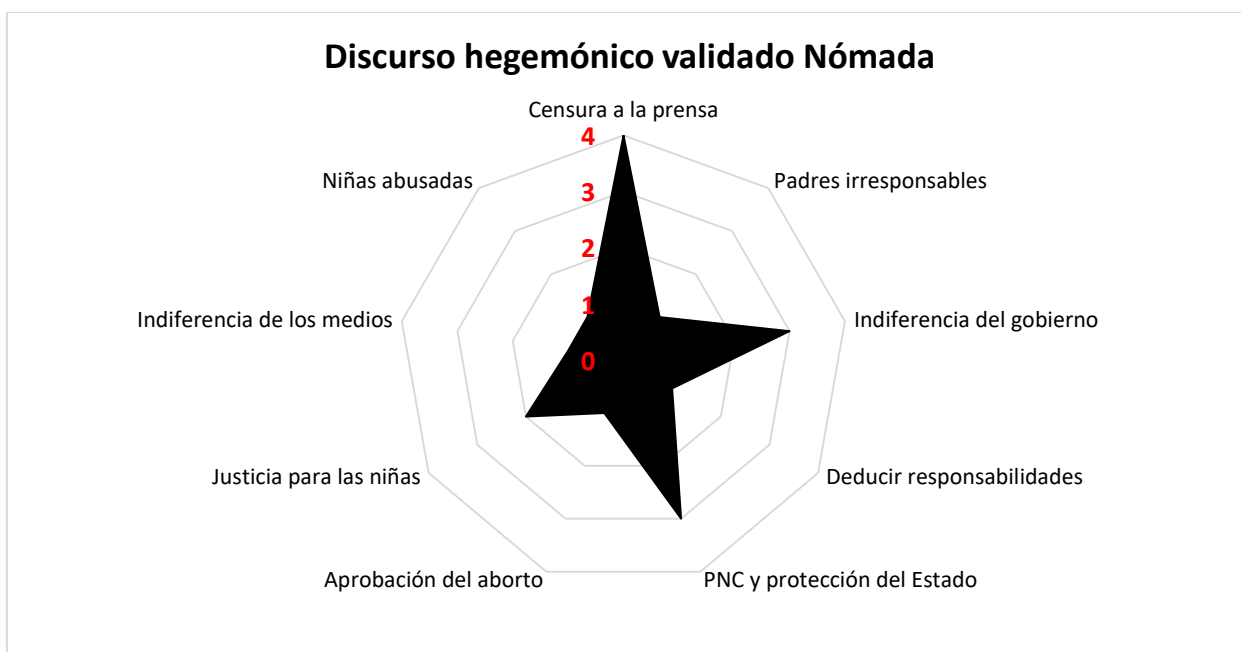 Discurso hegemónico validado Nómada
Censura a la prensa
4
Niñas abusadas
Padres irresponsables
3
2
Indiferencia de los medios
1
Indiferencia del gobierno
0
Justicia para las niñas
Deducir responsabilidades
Aprobación del aborto
PNC y protección del Estado